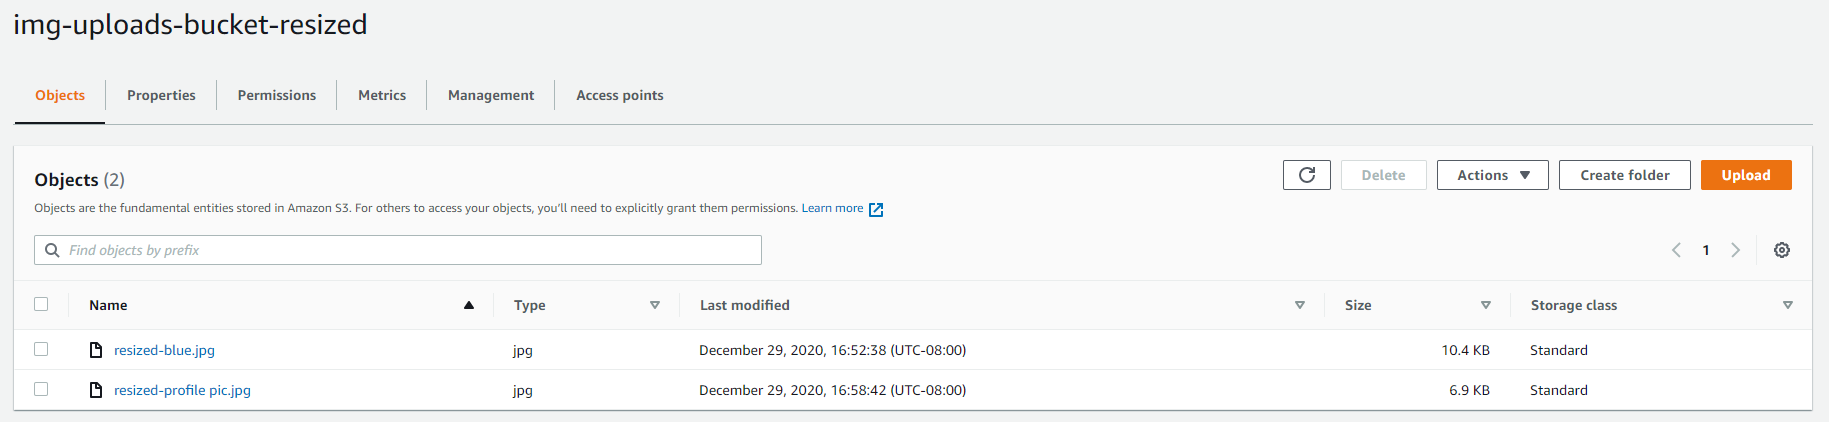 img-uploads-bucket-resized
Objects Properties Permissions Metrics Management Access points
Objects (2) Delete Actions Create folder Upload
Objects are the fundamental entities stored in Amazon S3. For others to access your objects, you'll need to explicitly grant them permissions. Learn more
Find objects by prefix 1
Name Type Last modified Size Storage class
resized-blue.jpg jpg December 29, 2020, 16:52:38 (UTC-08:00) 10.4 KB Standard
resized-profile pic.jpg jpg December 29, 2020, 16:58:42 (UTC-08:00) 6.9 KB Standard